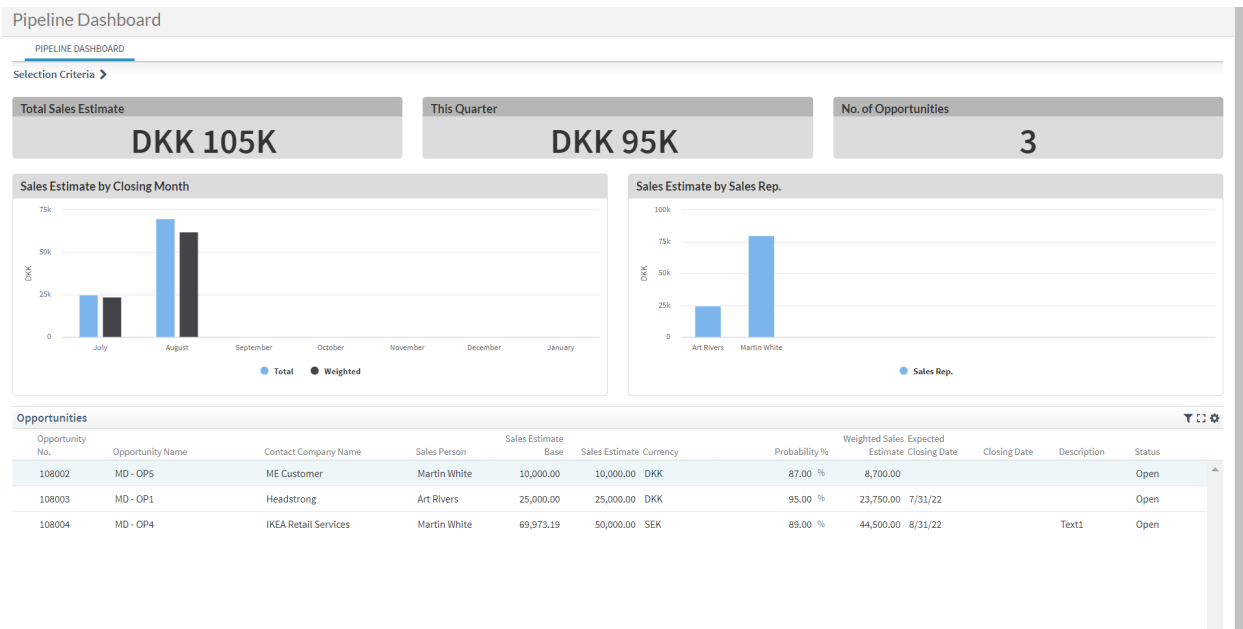 Pipeline Dashboard
PIPELINE DASHBOARD
Selection Criteria
Total Sales Estimate
DKK 105K
This Quarter
DKK 95K
No. of Opportunities
3
Sales Estimate by Closing Month
75k
50k
25k
0
DKK
July August September October November December January
Total Weighted
Sales Estimate by Sales Rep.
100k
75k
50k
25k
0
DKK
Art Rivers Martin White
Sales Rep.
Opportunities
Opportunity No. Opportunity Name Contact Company Name Sales Person Sales Estimate Base Sales Estimate Currency Probability % Weighted Sales Estimate Expected Closing Date Closing Date Description Status
108002 MD - OP5 ME Customer Martin White 10,000.00 10,000.00 DKK 87.00 % 8,700.00 Open
108003 MD - OP1 Headstrong Art Rivers 25,000.00 25,000.00 DKK 95.00 % 23,750.00 7/31/22 Open
108004 MD - OP4 IKEA Retail Services Martin White 69,973.19 50,000.00 SEK 89.00 % 44,500.00 8/31/22 Text1 Open